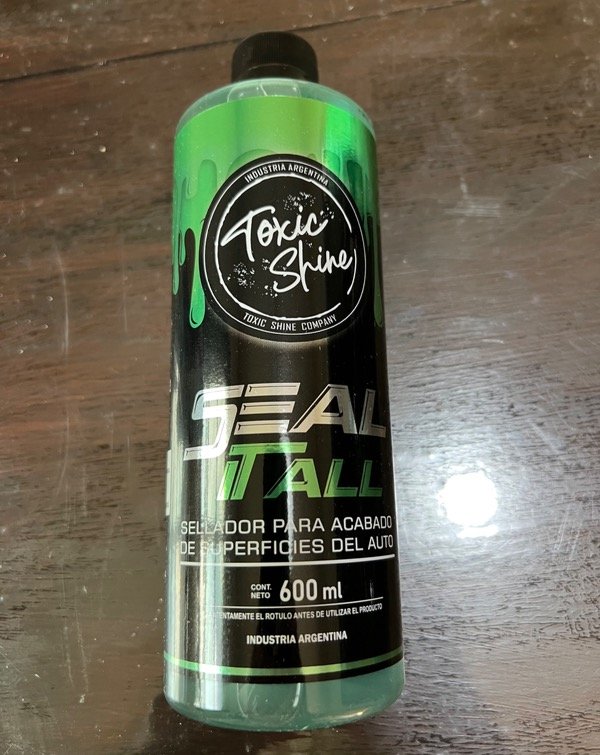 INDUSTRIA ARGENTINA
Toxic
Shine
TOXIC SHINE COMPANY
SEAL
IT ALL
SELLADOR PARA ACABADO
DE SUPERFICIES DEL AUTO
CONT.
NETO 600 ml
EL ROTULO ANTES DE UTILIZAR EL PRODUCTO
INDUSTRIA ARGENTINA